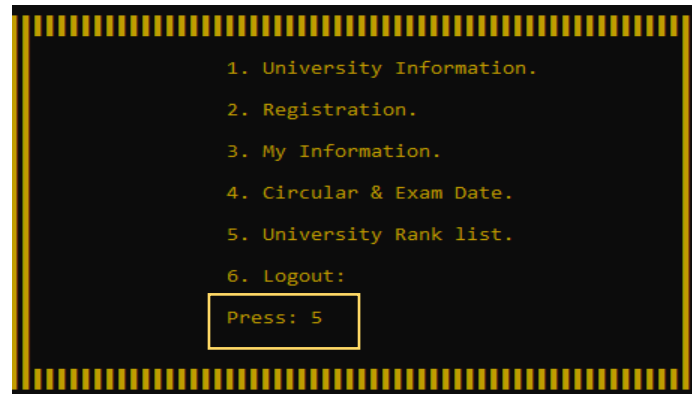 1. University Information.
2. Registration.
3. My Information.
4. Circular & Exam Date.
5. University Rank list.
6. Logout:
Press: 5